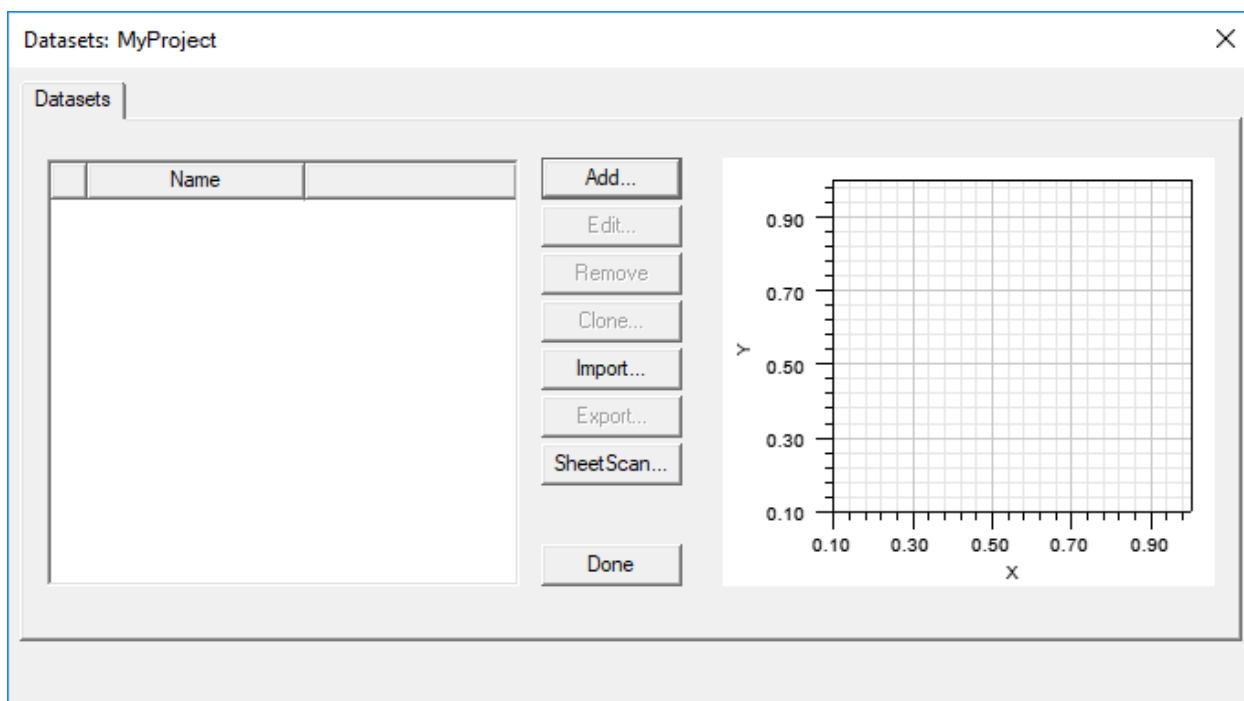 Datasets: MyProject
Datasets
Name
Add...
Edit...
Remove
Clone...
Import...
Export...
SheetScan...
Done
0.90
0.70
0.50
0.30
0.10
Y
0.10 0.30 0.50 0.70 0.90
X